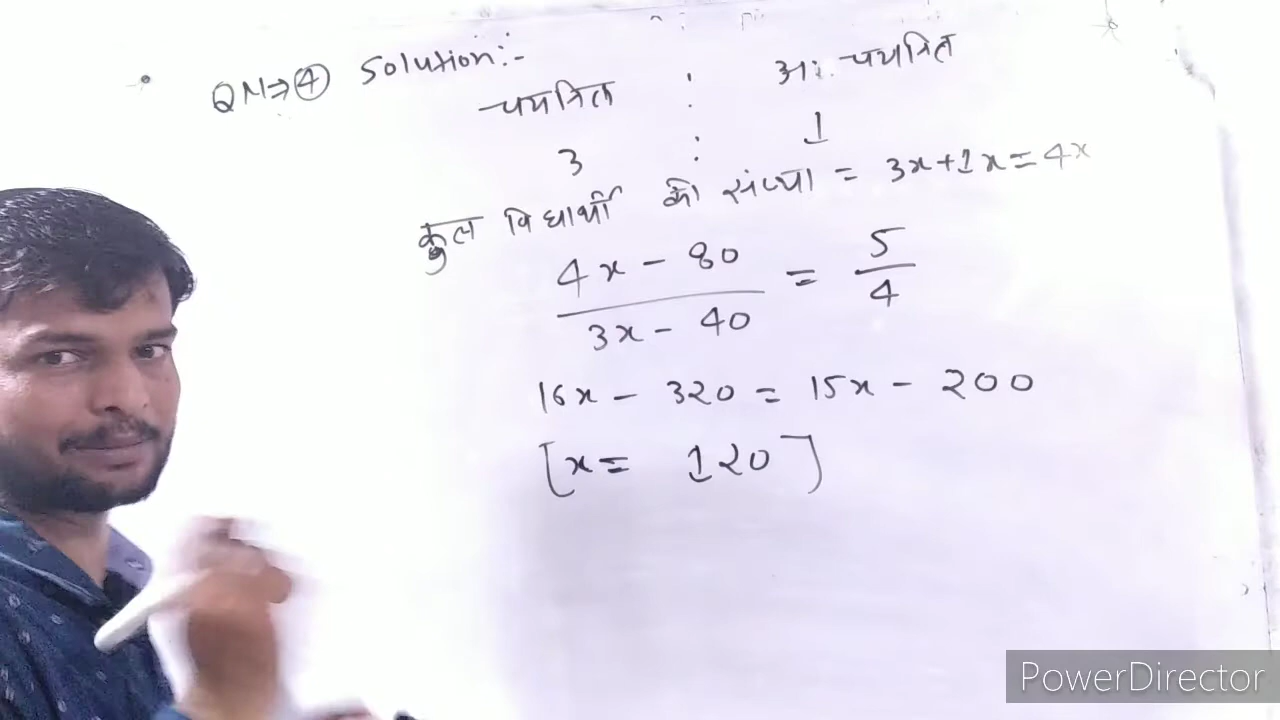 QN⇒④ Solution:-
चयनित : अ. चयनित
3 : 1
कुल विद्यार्थी की संख्या = 3x+1x=4x
4x - 80 / 3x - 40 = 5 / 4
16x - 320 = 15x - 200
[x = 120]
PowerDirector